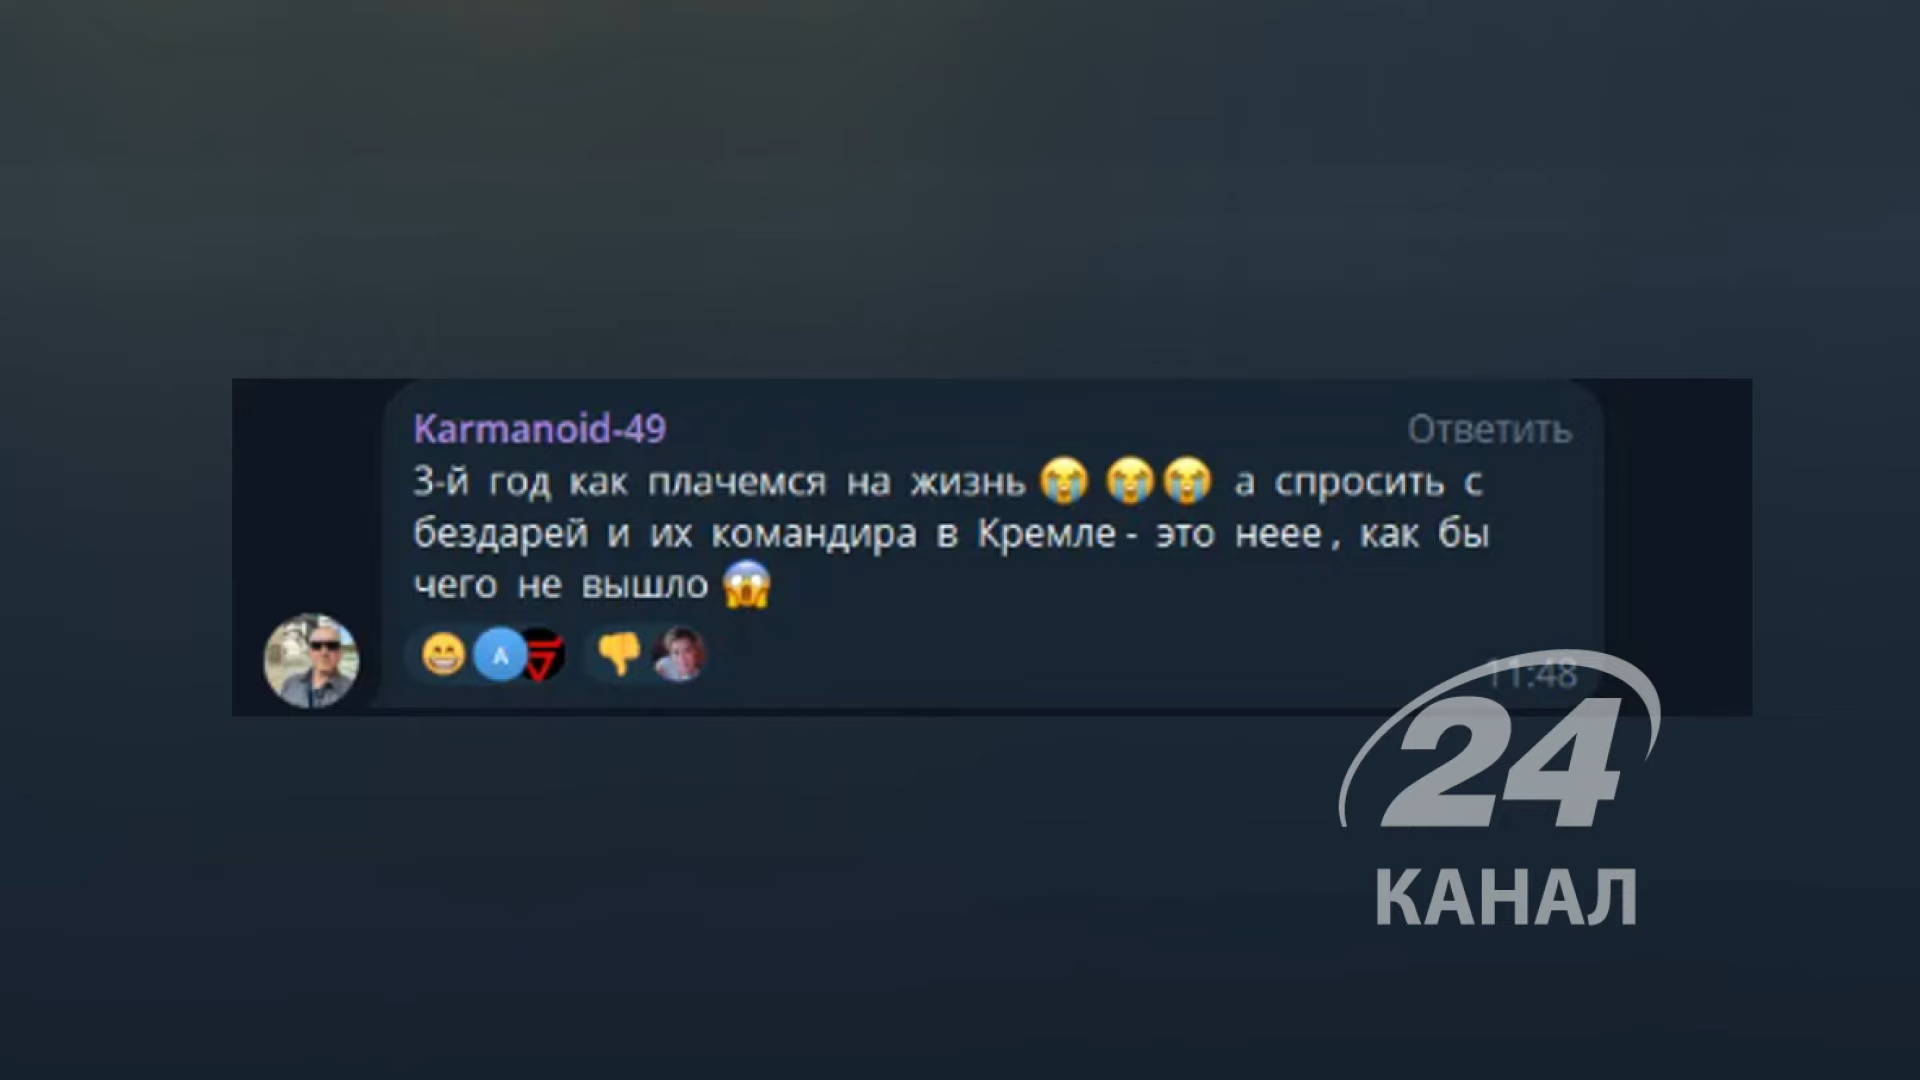 Karmanoid-49
Ответить
3-й год как плачемся на жизнь 😭 😭😭 а спросить с
бездарей и их командира в Кремле - это неее , как бы
чего не вышло 😱
А
11:48
24
КАНАЛ